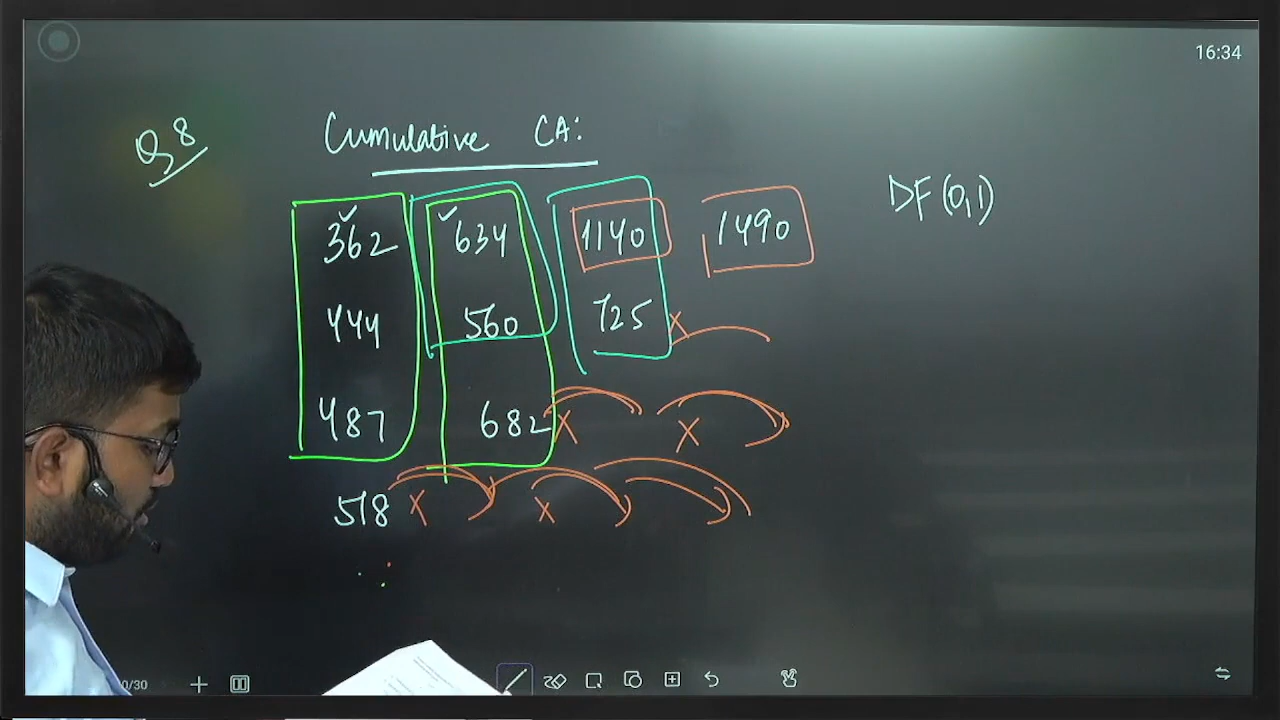 16:34
Q 8 Cumulative CA:
DF (0,1)
362 634 1140 1490
444 560 725 x
487 682 x x
518 x x
0/30